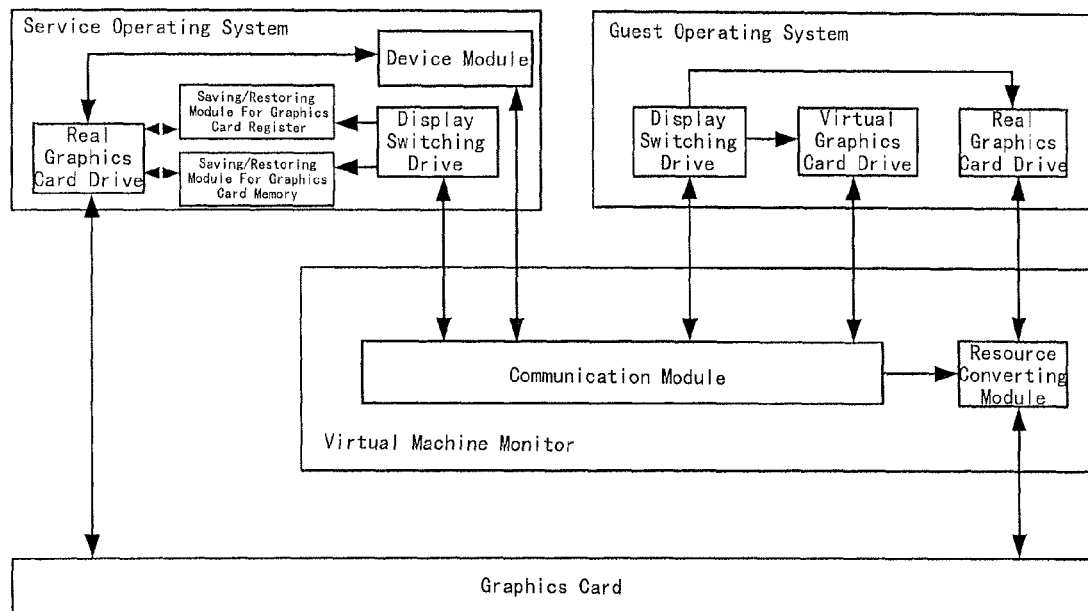 Service Operating System
Device Module
Saving/Restoring
Module For Graphics
Card Register
Real
Graphics
Card Drive
Display
Switching
Drive
Saving/Restoring
Module For Graphics
Card Memory
Guest Operating System
Display
Switching
Drive
Virtual
Graphics
Card Drive
Real
Graphics
Card Drive
Communication Module
Resource
Converting
Module
Virtual Machine Monitor
Graphics Card